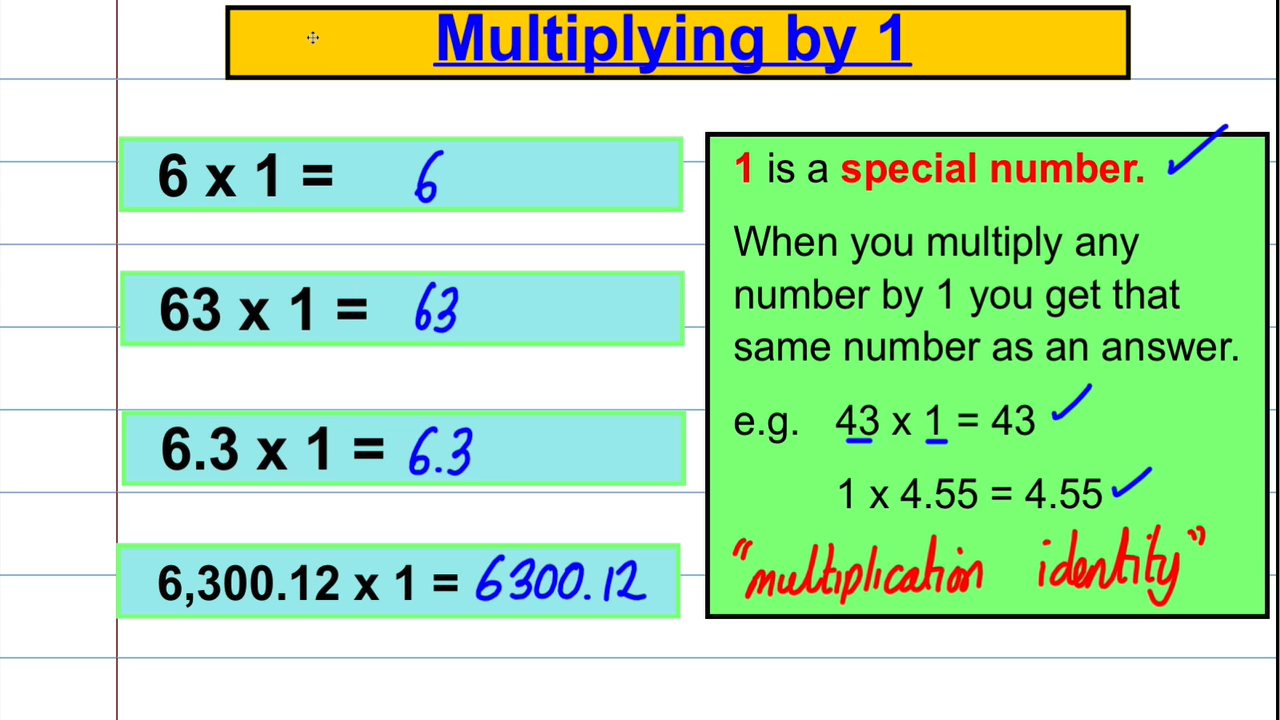 Multiplying by 1
6 x 1 = 6
63 x 1 = 63
6.3 x 1 = 6.3
6,300.12 x 1 = 6300.12
1 is a special number.
When you multiply any
number by 1 you get that
same number as an answer.
e.g. 43 x 1 = 43
1 x 4.55 = 4.55
"multiplication identity"